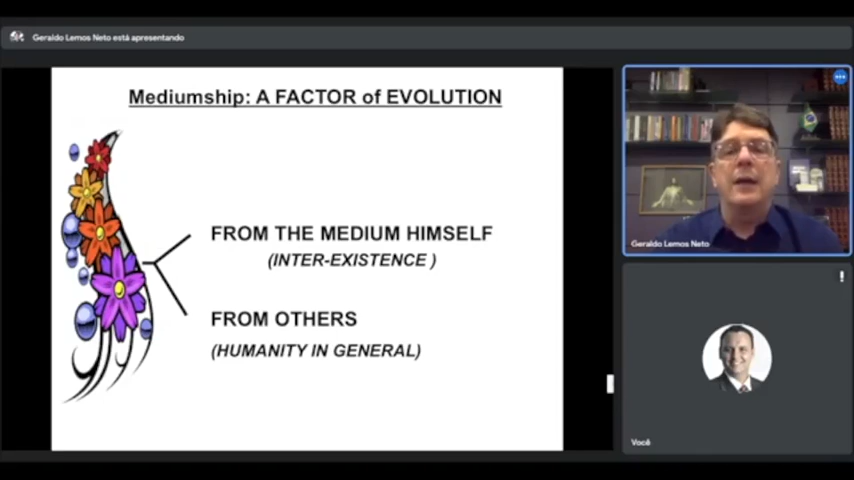 Geraldo Lemos Neto está apresentando
Mediumship: A FACTOR of EVOLUTION
FROM THE MEDIUM HIMSELF
(INTER-EXISTENCE )
FROM OTHERS
(HUMANITY IN GENERAL)
Geraldo Lemos Neto
Você